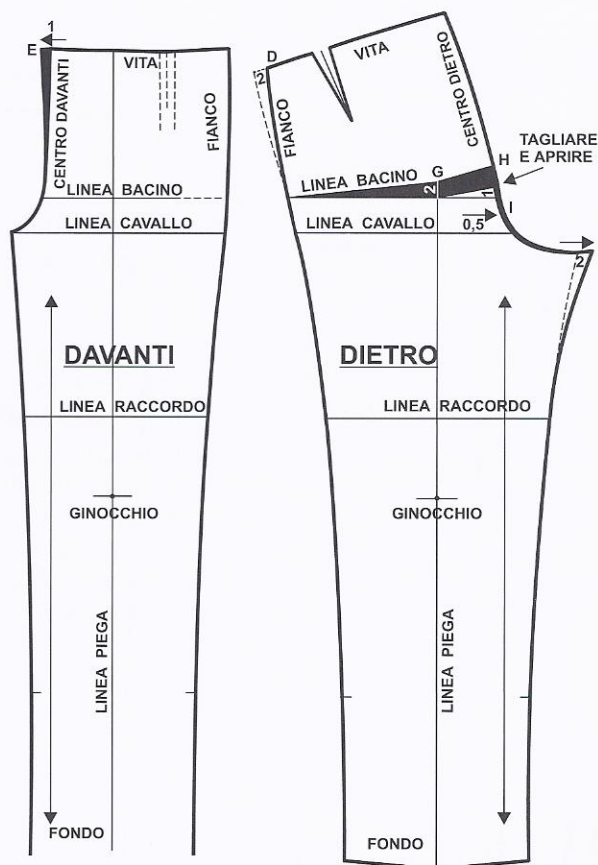 1
E
VITA
CENTRO DAVANTI
FIANCO
LINEA BACINO
LINEA CAVALLO
DAVANTI
LINEA RACCORDO
GINOCCHIO
LINEA PIEGA
FONDO
D
2
VITA
FIANCO
CENTRO DIETRO
TAGLIARE
E APRIRE
H
G
LINEA BACINO
2
1
I
LINEA CAVALLO
0,5
2
DIETRO
LINEA RACCORDO
GINOCCHIO
LINEA PIEGA
FONDO